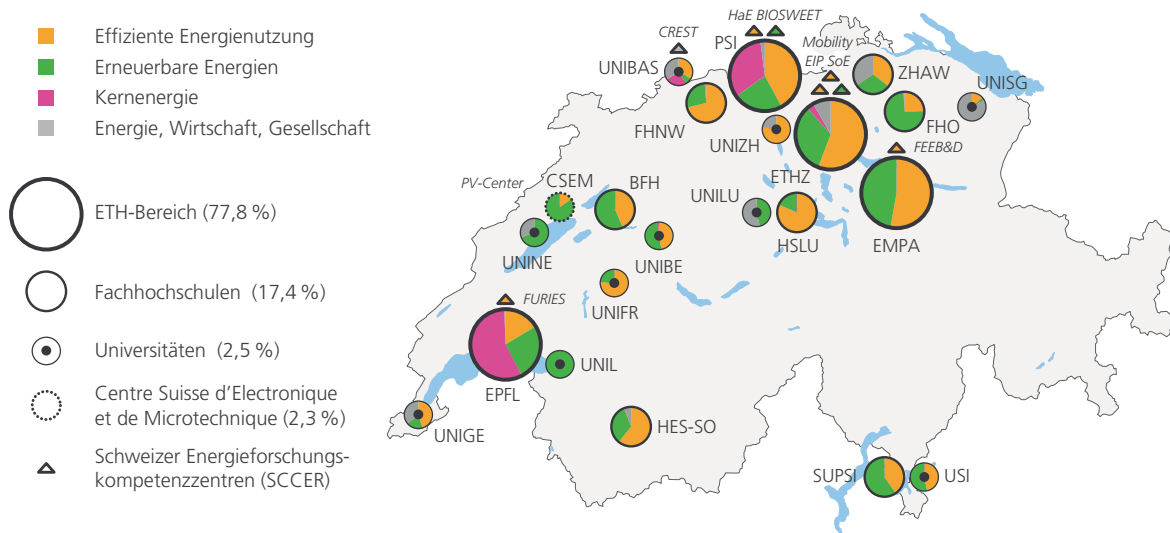 Effiziente Energienutzung
Erneuerbare Energien
Kernenergie
Energie, Wirtschaft, Gesellschaft
ETH-Bereich (77,8 %)
Fachhochschulen (17,4 %)
Universitäten (2,5 %)
Centre Suisse d'Electronique
et de Microtechnique (2,3 %)
Schweizer Energieforschungs-
kompetenzzentren (SCCER)
HaE BIOSWEET
CREST
PSI
Mobility
EIP SoE
UNIBAS
ZHAW
UNISG
FHNW
UNIZH
FHO
FEEB&D
ETHZ
PV-Center
CSEM
BFH
UNILU
HSLU
EMPA
UNINE
UNIBE
UNIFR
FURIES
UNIL
EPFL
UNIGE
HES-SO
SUPSI
USI